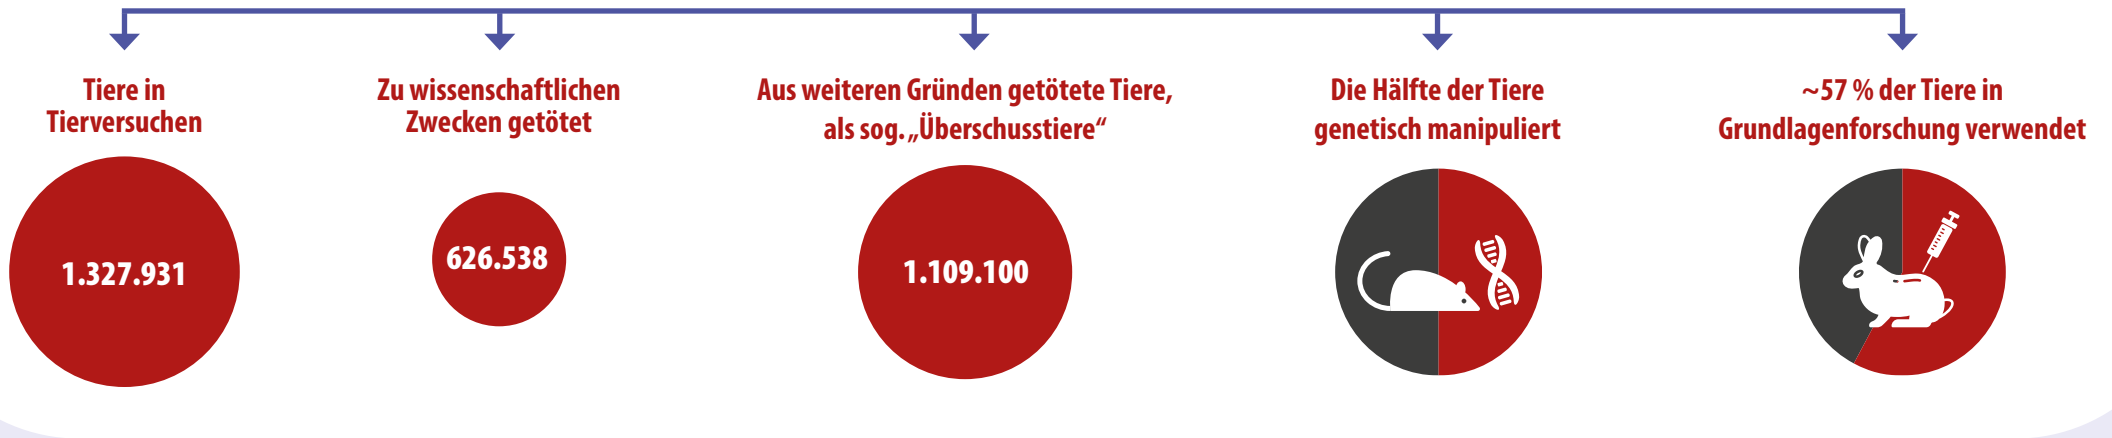 Tiere in
Tierversuchen
1.327.931
Zu wissenschaftlichen
Zwecken getötet
626.538
Aus weiteren Gründen getötete Tiere,
als sog. „Überschusstiere“
1.109.100
Die Hälfte der Tiere
genetisch manipuliert
~57 % der Tiere in
Grundlagenforschung verwendet